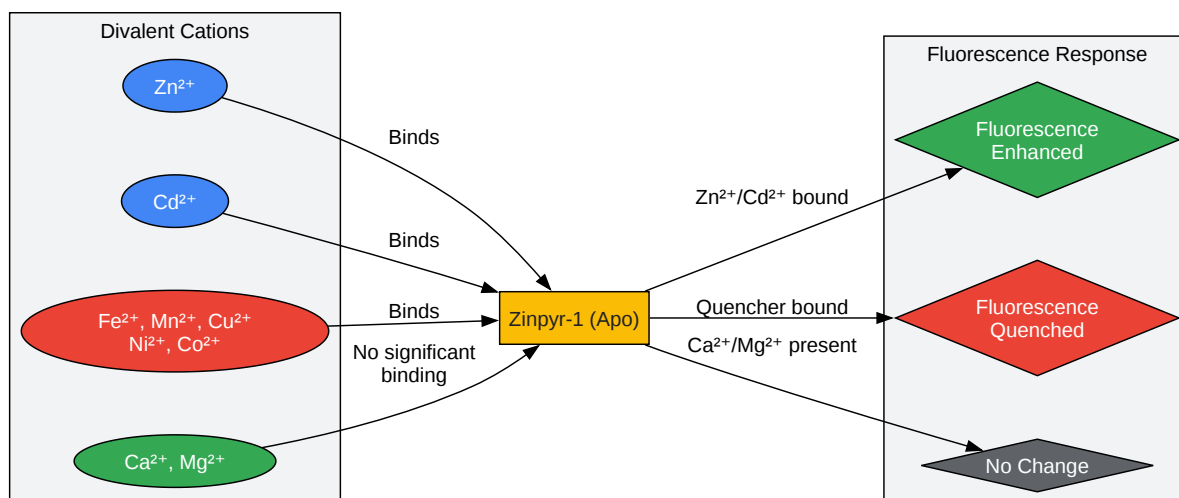 Divalent Cations
Zn²⁺
Cd²⁺
Fe²⁺, Mn²⁺, Cu²⁺
Ni²⁺, Co²⁺
Ca²⁺, Mg²⁺
Binds
Binds
Binds
No significant
binding
Zinpyr-1 (Apo)
Zn²⁺/Cd²⁺ bound
Quencher bound
Ca²⁺/Mg²⁺ present
Fluorescence Response
Fluorescence
Enhanced
Fluorescence
Quenched
No Change